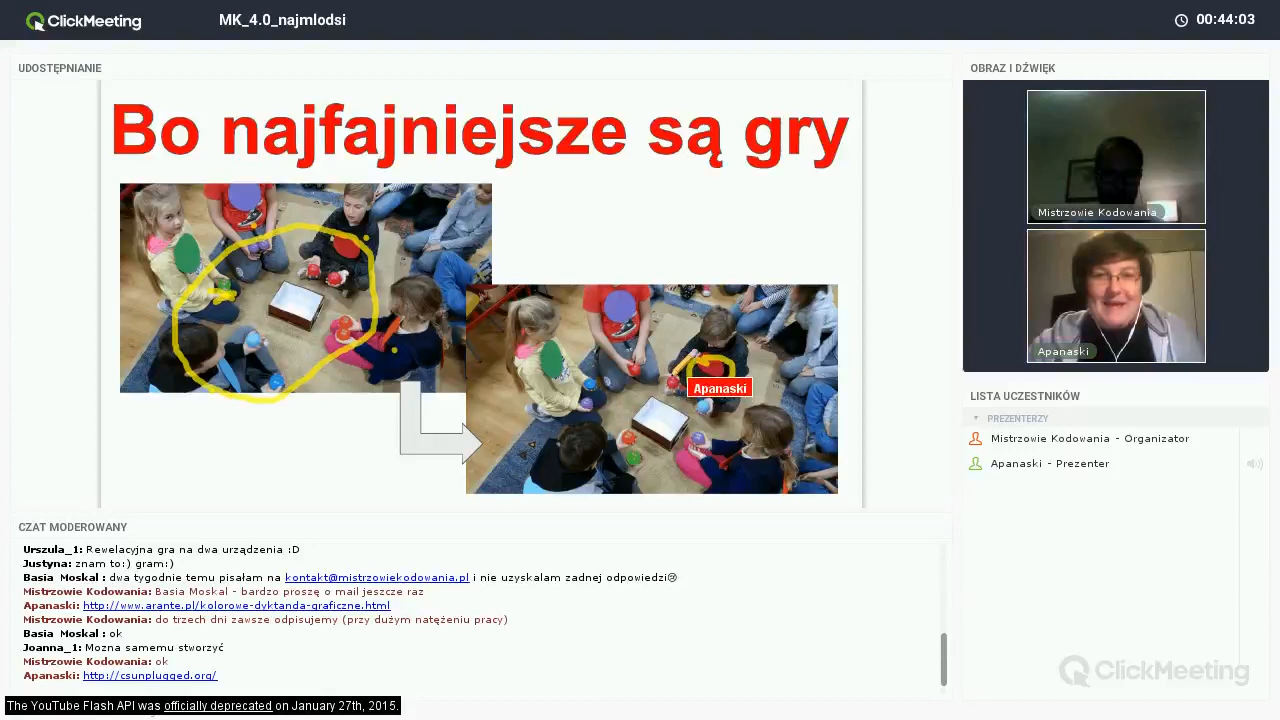 ClickMeeting
MK_4.0_najmlodsi
00:44:03
UDOSTĘPNIANIE
Bo najfajniejsze są gry
Apanaski
OBRAZ I DŹWIĘK
Mistrzowie Kodowania
Apanaski
LISTA UCZESTNIKÓW
PREZENTERZY
Mistrzowie Kodowania - Organizator
Apanaski - Prezenter
CZAT MODEROWANY
Urszula_1: Rewelacyjna gra na dwa urządzenia :D
Justyna: znam to:) gram:)
Basia Moskal : dwa tygodnie temu pisałam na kontakt@mistrzowiekodowania.pl i nie uzyskalam zadnej odpowiedzi
Mistrzowie Kodowania: Basia Moskal - bardzo proszę o mail jeszcze raz
Apanaski: http://www.arante.pl/kolorowe-dyktanda-graficzne.html
Mistrzowie Kodowania: do trzech dni zawsze odpisujemy (przy dużym natężeniu pracy)
Basia Moskal : ok
Joanna_1: Mozna samemu stworzyć
Mistrzowie Kodowania: ok
Apanaski: http://csunplugged.org/
ClickMeeting
The YouTube Flash API was officially deprecated on January 27th, 2015.